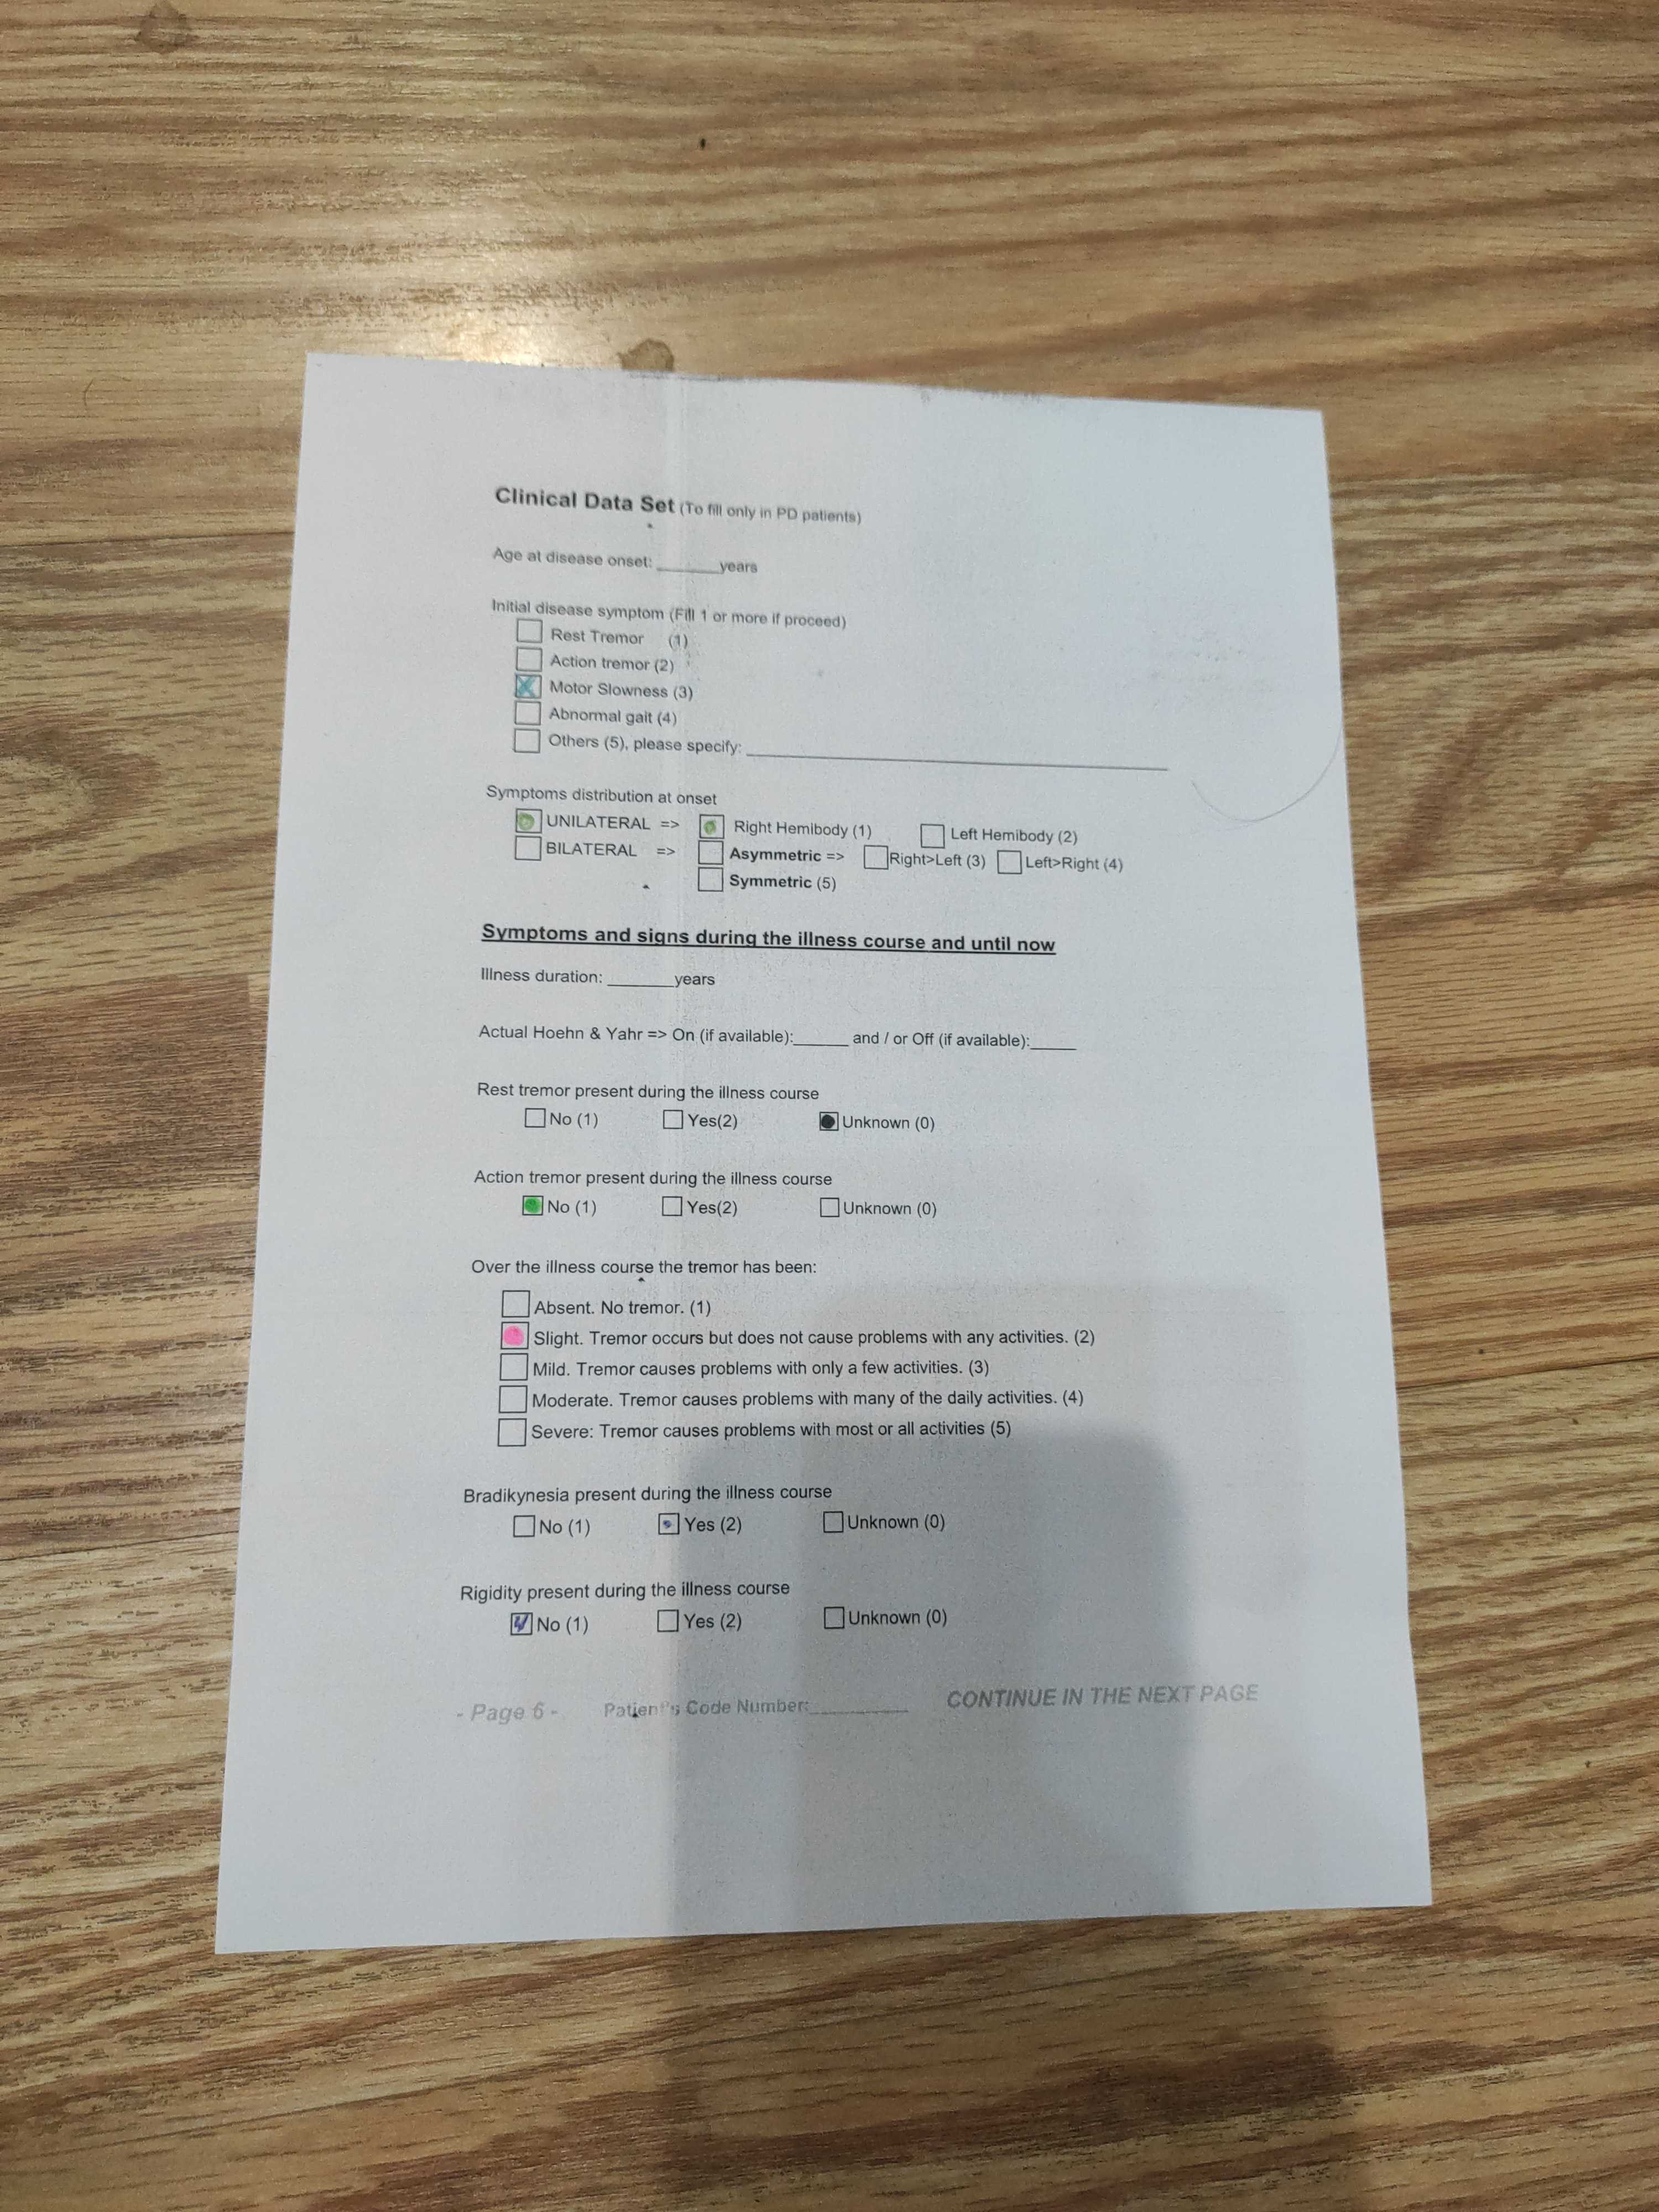 Clinical Data Set (To fill only in PD patients)
Age at disease onset: ______years
Initial disease symptom (Fill 1 or more if proceed)
Rest Tremor (1)
Action tremor (2)
Motor Slowness (3)
Abnormal gait (4)
Others (5), please specify: ______
Symptoms distribution at onset
UNILATERAL => Right Hemibody (1) Left Hemibody (2)
BILATERAL => Asymmetric => Right>Left (3) Left>Right (4)
Symmetric (5)
Symptoms and signs during the illness course and until now
Illness duration: ______years
Actual Hoehn & Yahr => On (if available):______ and / or Off (if available):_____
Rest tremor present during the illness course
No (1) Yes(2) Unknown (0)
Action tremor present during the illness course
No (1) Yes(2) Unknown (0)
Over the illness course the tremor has been:
Absent. No tremor. (1)
Slight. Tremor occurs but does not cause problems with any activities. (2)
Mild. Tremor causes problems with only a few activities. (3)
Moderate. Tremor causes problems with many of the daily activities. (4)
Severe: Tremor causes problems with most or all activities (5)
Bradikynesia present during the illness course
No (1) Yes (2) Unknown (0)
Rigidity present during the illness course
No (1) Yes (2) Unknown (0)
- Page 6 - Patient's Code Number:_________ CONTINUE IN THE NEXT PAGE